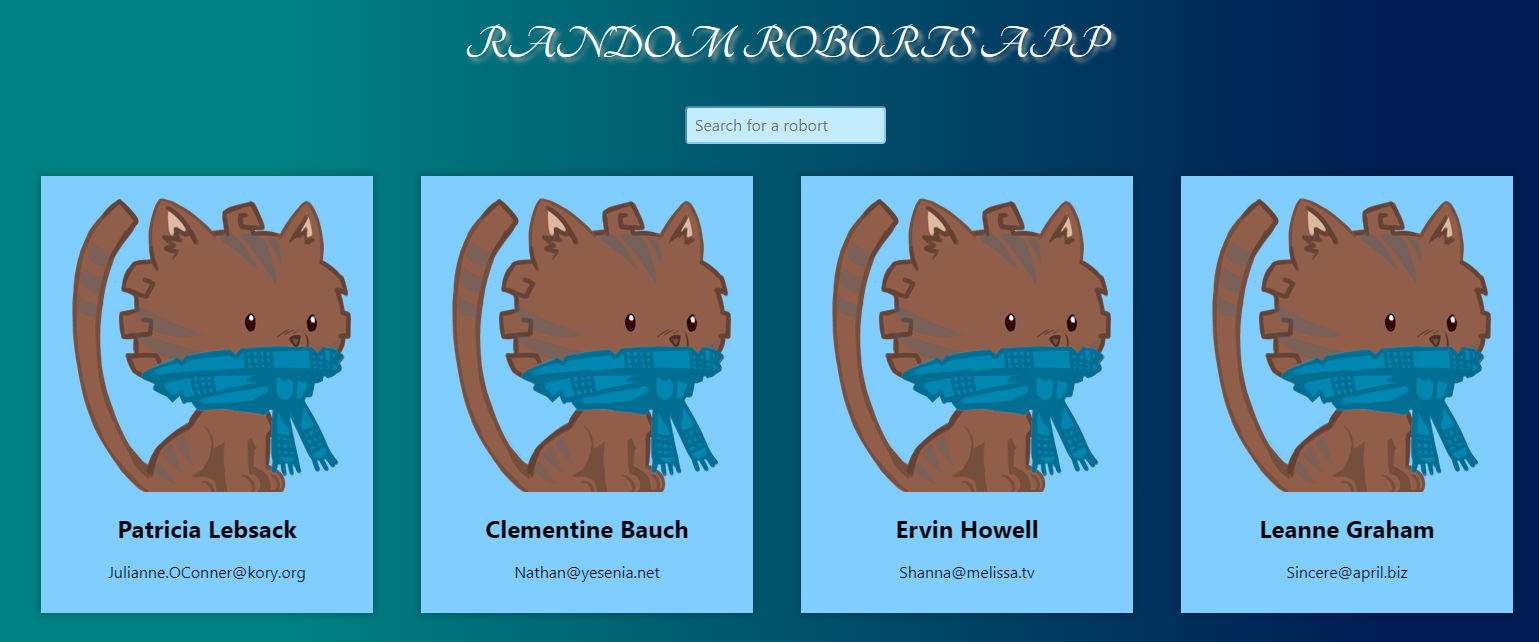 RANDOM ROBORTS APP
Search for a robort
Patricia Lebsack
Julianne.OConner@kory.org
Clementine Bauch
Nathan@yesenia.net
Ervin Howell
Shanna@melissa.tv
Leanne Graham
Sincere@april.biz